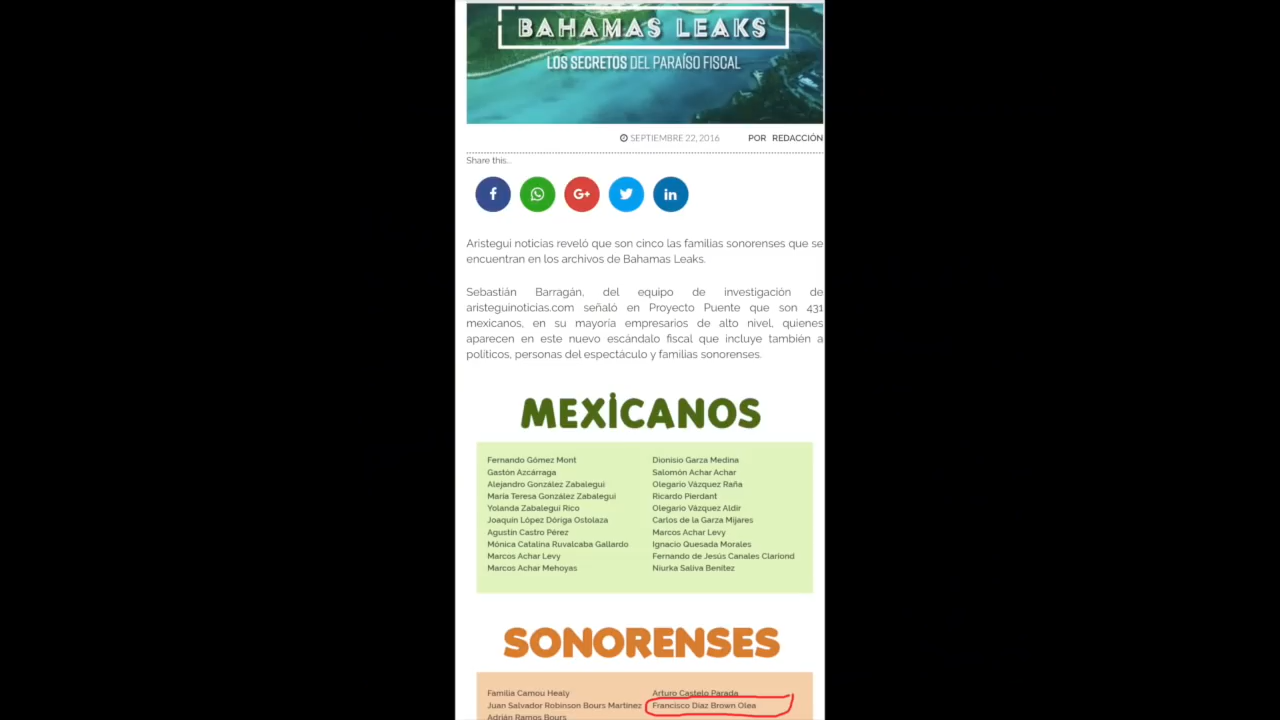 BAHAMAS LEAKS
LOS SECRETOS DEL PARAÍSO FISCAL
SEPTIEMBRE 22, 2016 POR REDACCIÓN
Share this...
f G+ in
Aristegui noticias reveló que son cinco las familias sonorenses que se
encuentran en los archivos de Bahamas Leaks.
Sebastián Barragán, del equipo de investigación de
aristeguinoticias.com señaló en Proyecto Puente que son 431
mexicanos, en su mayoría empresarios de alto nivel, quienes
aparecen en este nuevo escándalo fiscal que incluye también a
políticos, personas del espectáculo y familias sonorenses.
MEXICANOS
Fernando Gómez Mont
Gastón Azcárraga
Alejandro González Zabalegui
María Teresa González Zabalegui
Yolanda Zabalegui Rico
Joaquín López Dóriga Ostolaza
Agustín Castro Pérez
Mónica Catalina Ruvalcaba Gallardo
Marcos Achar Levy
Marcos Achar Mehoyas
Dionisio Garza Medina
Salomón Achar Achar
Olegario Vázquez Raña
Ricardo Pierdant
Olegario Vázquez Aldir
Carlos de la Garza Mijares
Marcos Achar Levy
Ignacio Quesada Morales
Fernando de Jesús Canales Clariond
Niurka Saliva Benítez
SONORENSES
Familia Camou Healy
Juan Salvador Robinson Bours Martínez
Adrián Ramos Bours
Arturo Castelo Parada
Francisco Díaz Brown Olea